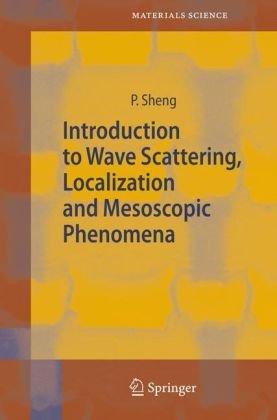 MATERIALS SCIENCE
P. Sheng
Introduction
to Wave Scattering,
Localization
and Mesoscopic
Phenomena
Springer